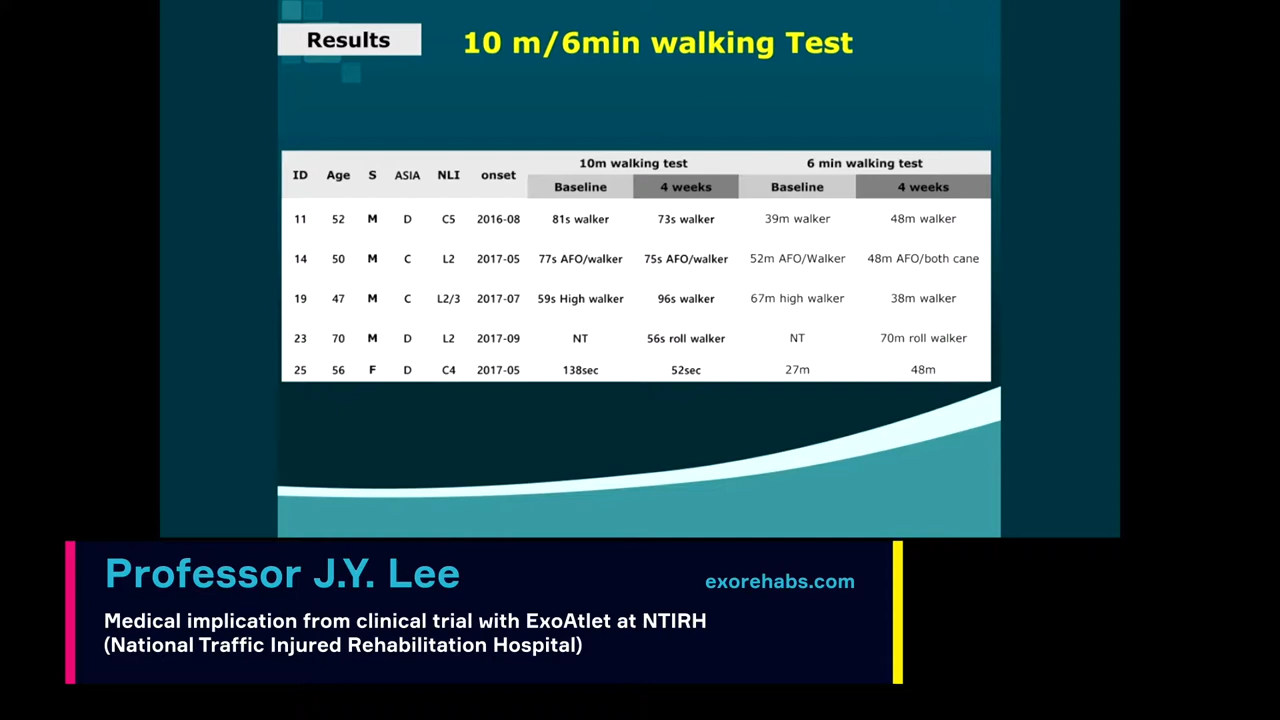 Results
10 m/6min walking Test
10m walking test 6 min walking test
ID Age S ASIA NLI onset
Baseline 4 weeks Baseline 4 weeks
11 52 M D C5 2016-08 81s walker 73s walker 39m walker 48m walker
14 50 M C L2 2017-05 77s AFO/walker 75s AFO/walker 52m AFO/Walker 48m AFO/both cane
19 47 M C L2/3 2017-07 59s High walker 96s walker 67m high walker 38m walker
23 70 M D L2 2017-09 NT 56s roll walker NT 70m roll walker
25 56 F D C4 2017-05 138sec 52sec 27m 48m
Professor J.Y. Lee
exorehabs.com
Medical implication from clinical trial with ExoAtlet at NTIRH
(National Traffic Injured Rehabilitation Hospital)